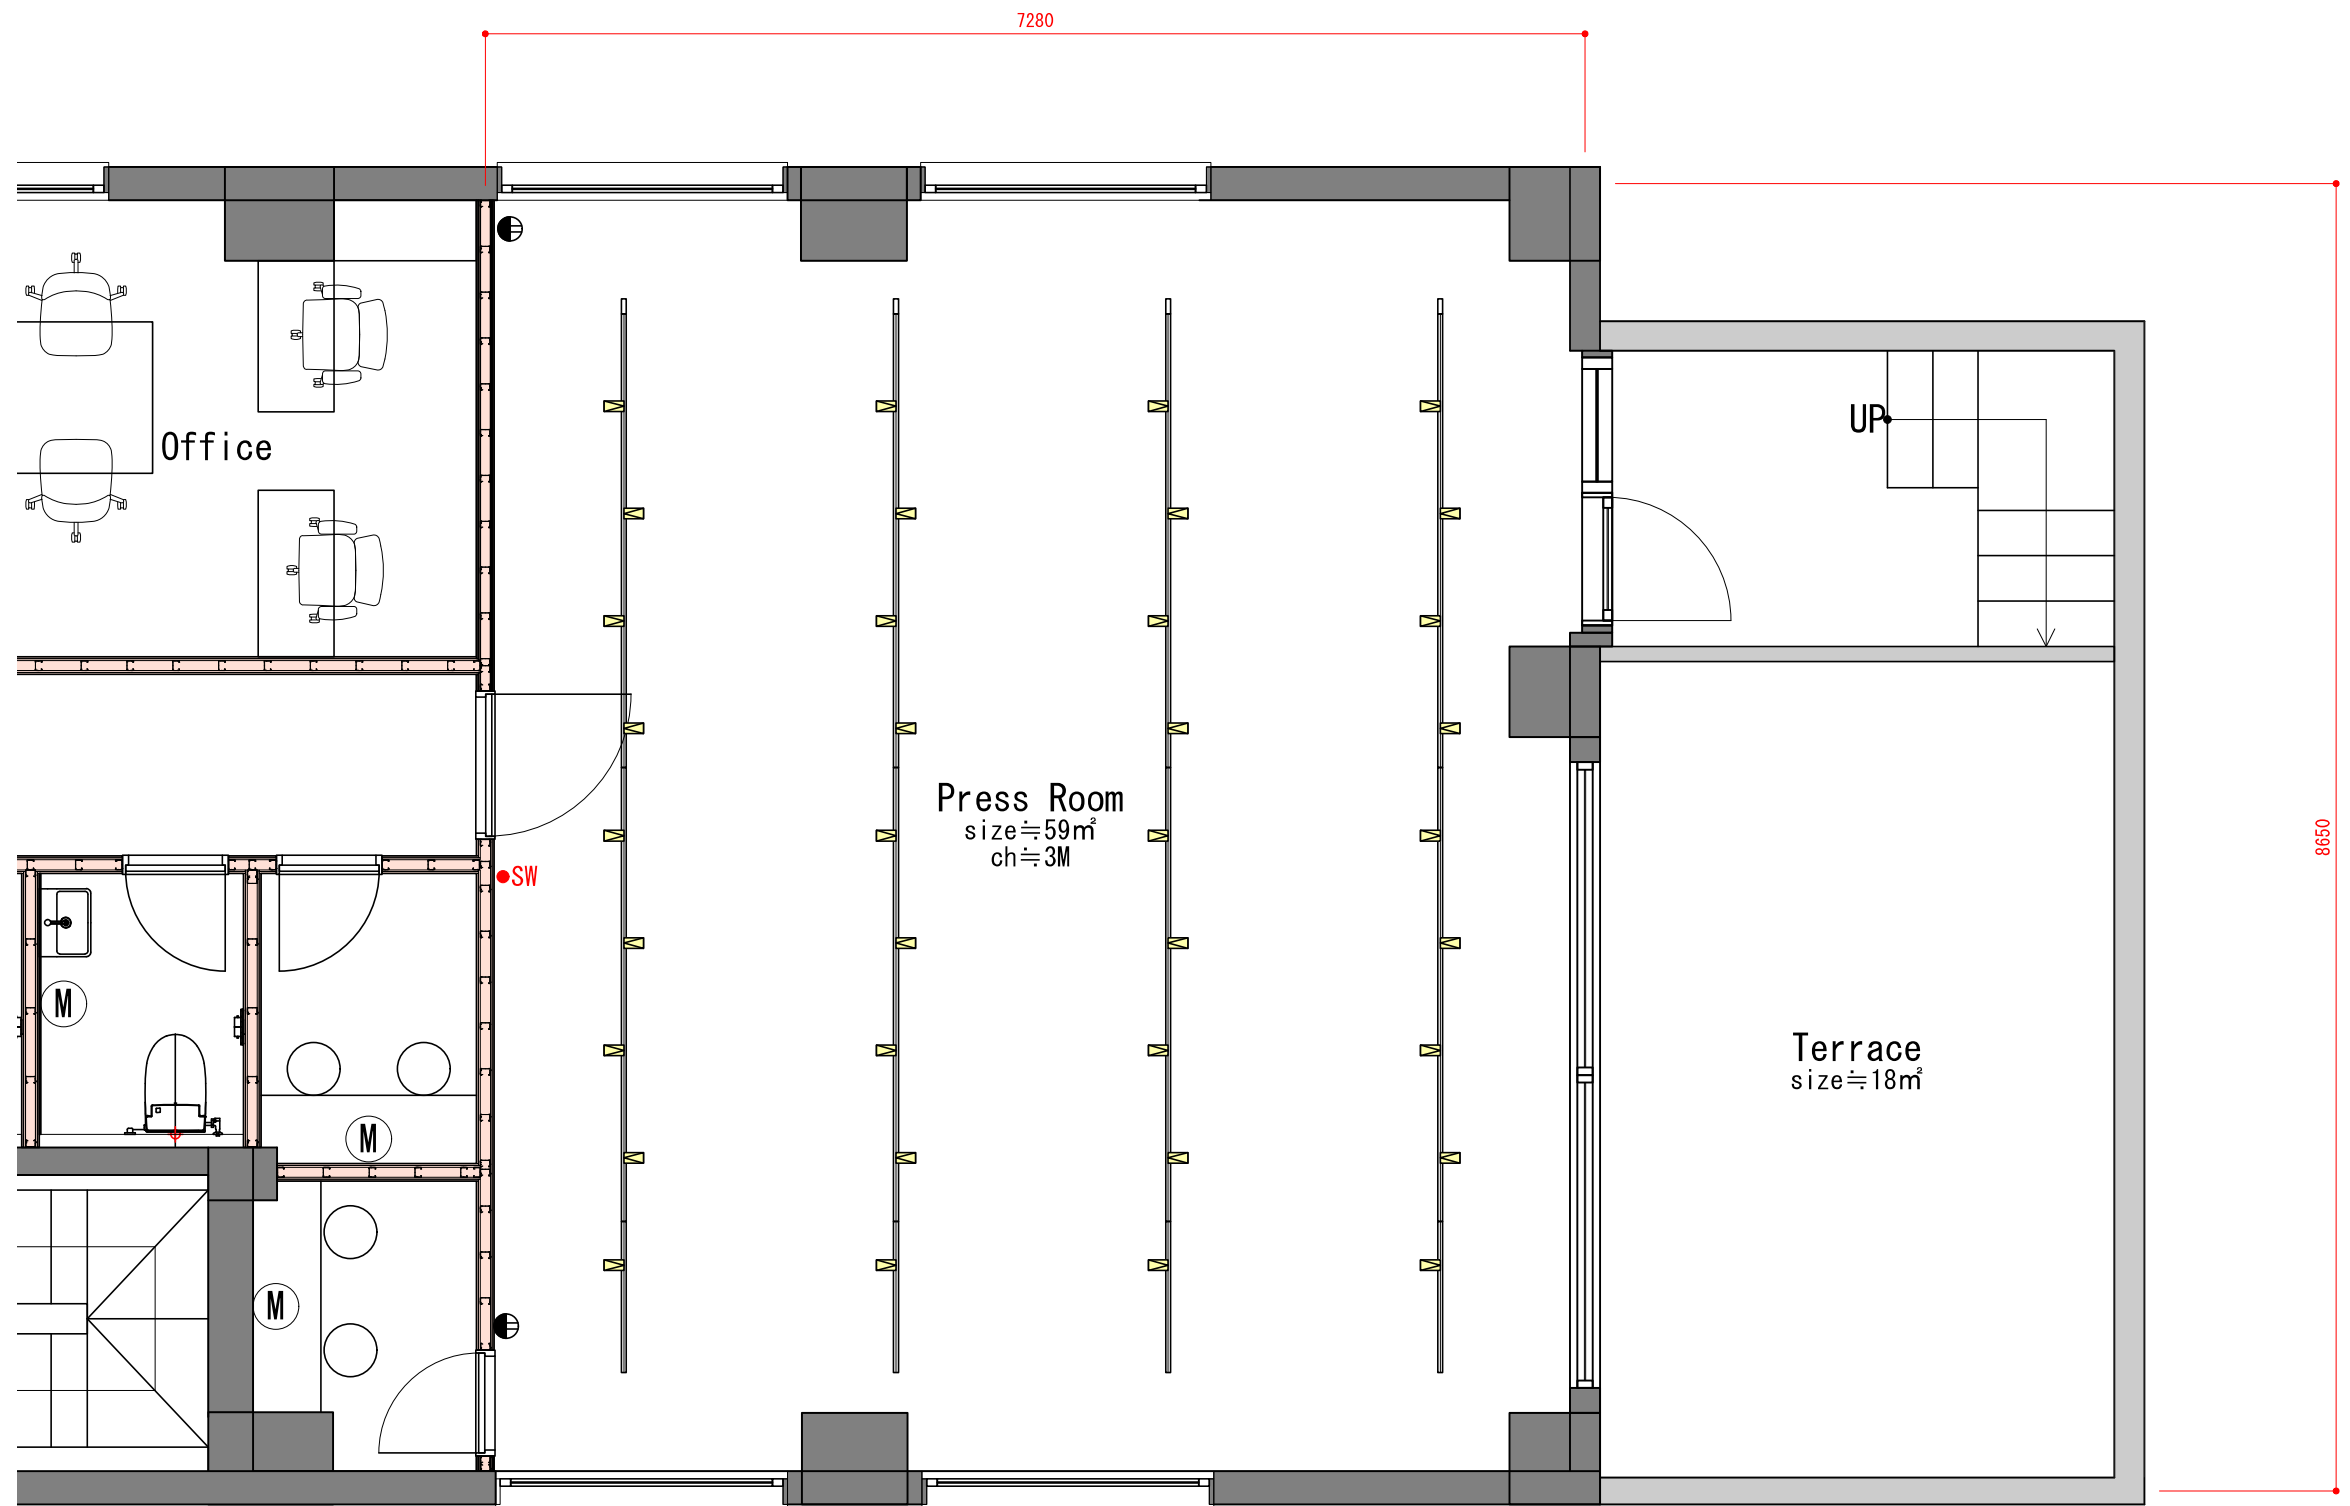 7280
Office
UP
Press Room
size≒59㎡
ch≒3M
8650
SW
M
Terrace
size≒18㎡
M
M